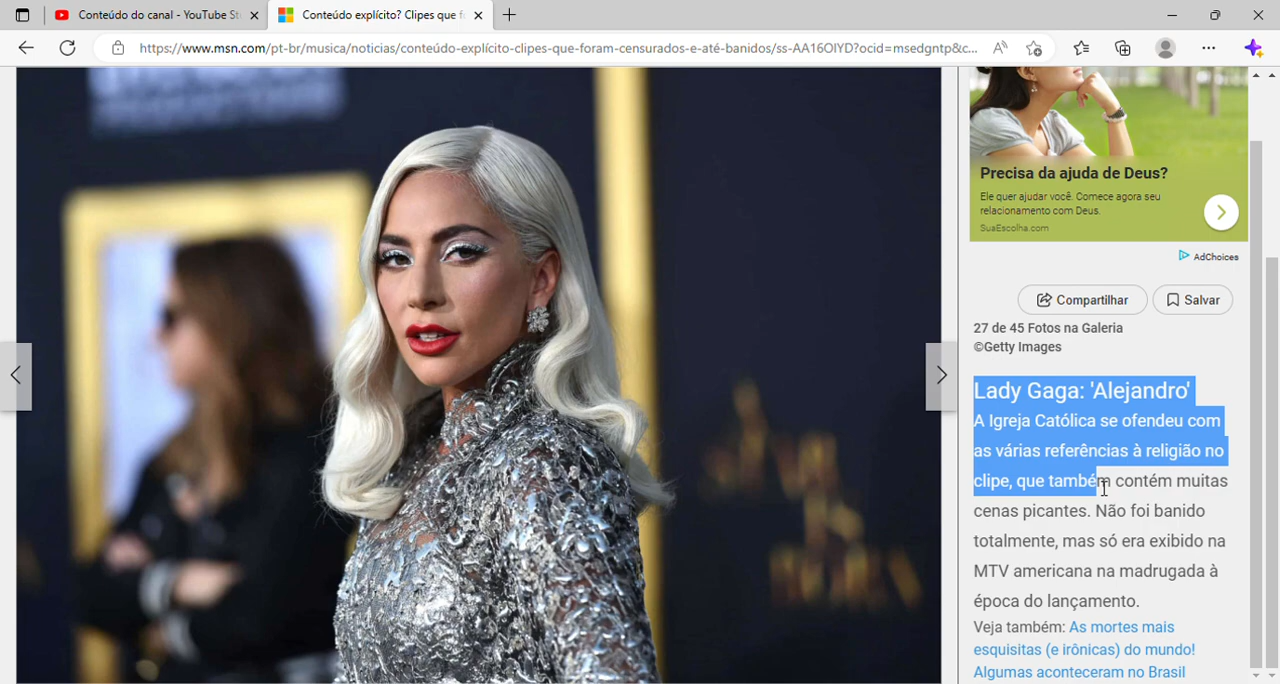 Conteúdo do canal - YouTube St
Conteúdo explícito? Clipes que f
https://www.msn.com/pt-br/musica/noticias/conteúdo-explícito-clipes-que-foram-censurados-e-até-banidos/ss-AA16OIYD?ocid=msedgntp&c...
Precisa da ajuda de Deus?
Ele quer ajudar você. Comece agora seu
relacionamento com Deus.
SuaEscolha.com
AdChoices
Compartilhar
Salvar
27 de 45 Fotos na Galeria
©Getty Images
Lady Gaga: 'Alejandro'
A Igreja Católica se ofendeu com
as várias referências à religião no
clipe, que também contém muitas
cenas picantes. Não foi banido
totalmente, mas só era exibido na
MTV americana na madrugada à
época do lançamento.
Veja também: As mortes mais
esquisitas (e irônicas) do mundo!
Algumas aconteceram no Brasil